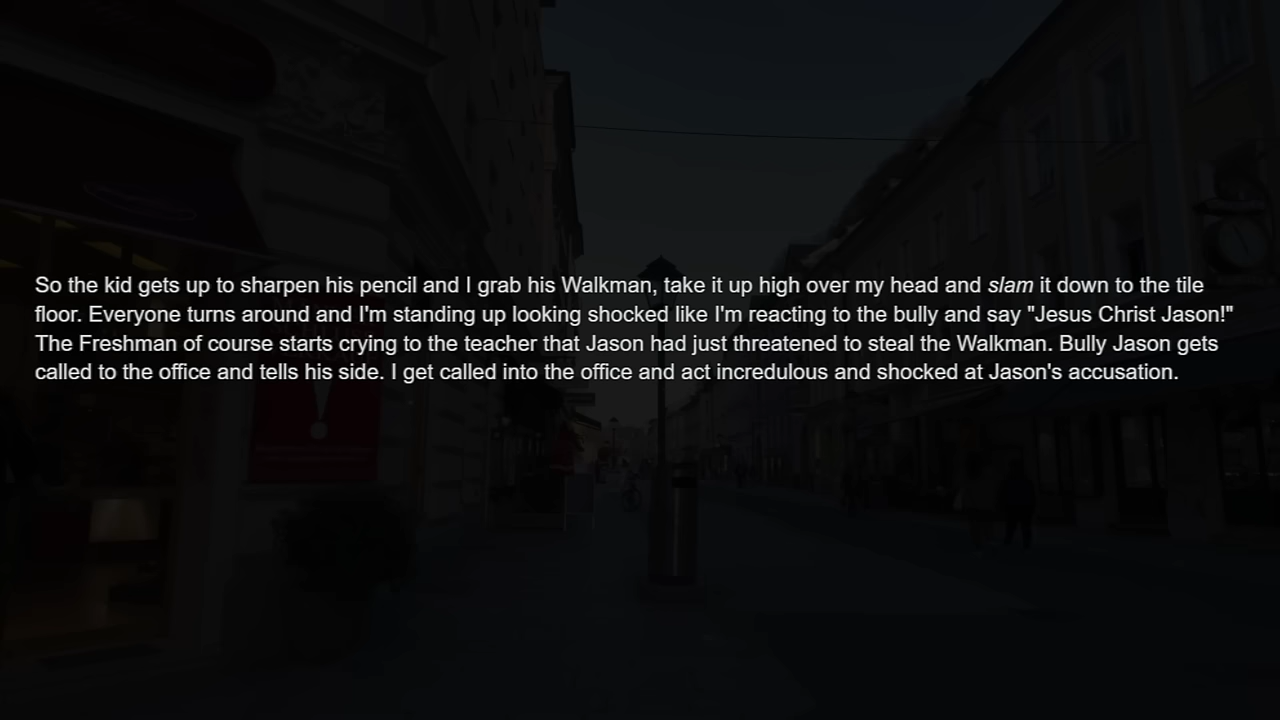 So the kid gets up to sharpen his pencil and I grab his Walkman, take it up high over my head and slam it down to the tile
floor. Everyone turns around and I'm standing up looking shocked like I'm reacting to the bully and say "Jesus Christ Jason!"
The Freshman of course starts crying to the teacher that Jason had just threatened to steal the Walkman. Bully Jason gets
called to the office and tells his side. I get called into the office and act incredulous and shocked at Jason's accusation.